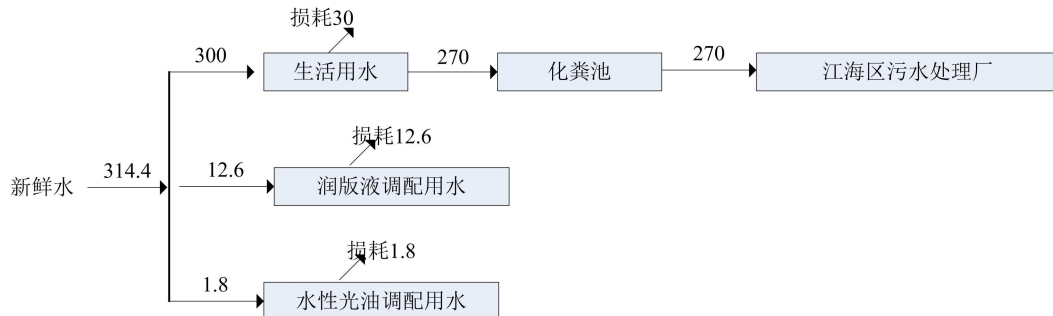 损耗30
300
生活用水
270
化粪池
270
江海区污水处理厂
损耗12.6
新鲜水
314.4
12.6
润版液调配用水
损耗1.8
1.8
水性光油调配用水